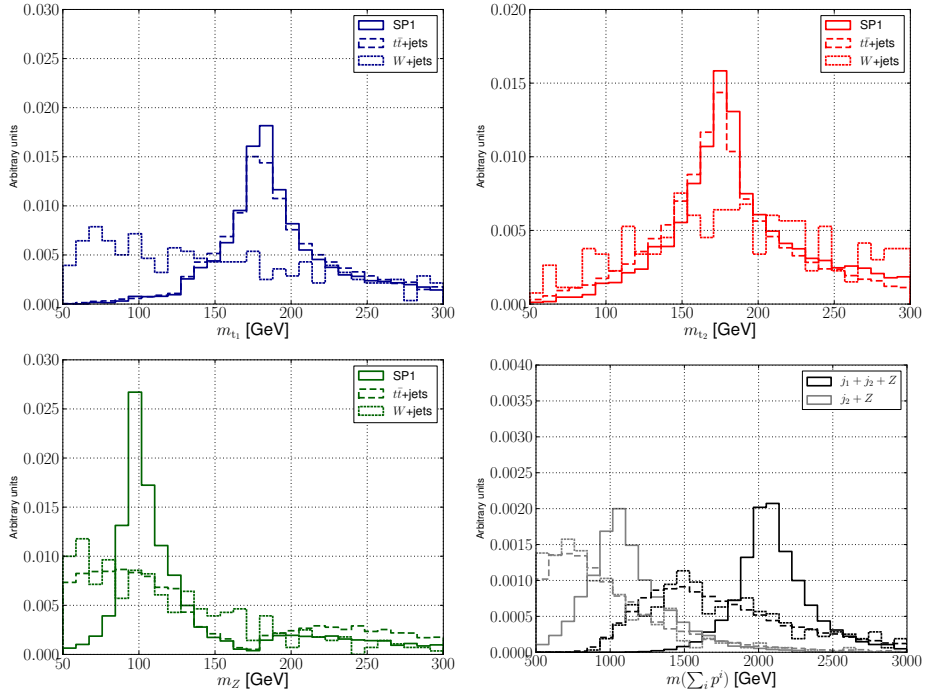 0.030
0.025
0.020
0.015
0.010
0.005
0.000
Arbitrary units
50 100 150 200 250 300
m_{t_1} [GeV]
SP1
tt̄+jets
W+jets
0.020
0.015
0.010
0.005
0.000
Arbitrary units
50 100 150 200 250 300
m_{t_2} [GeV]
SP1
tt̄+jets
W+jets
0.030
0.025
0.020
0.015
0.010
0.005
0.000
Arbitrary units
50 100 150 200 250 300
m_Z [GeV]
SP1
tt̄+jets
W+jets
0.0040
0.0035
0.0030
0.0025
0.0020
0.0015
0.0010
0.0005
0.0000
Arbitrary units
500 1000 1500 2000 2500 3000
m(∑_i p^i) [GeV]
j_1 + j_2 + Z
j_2 + Z